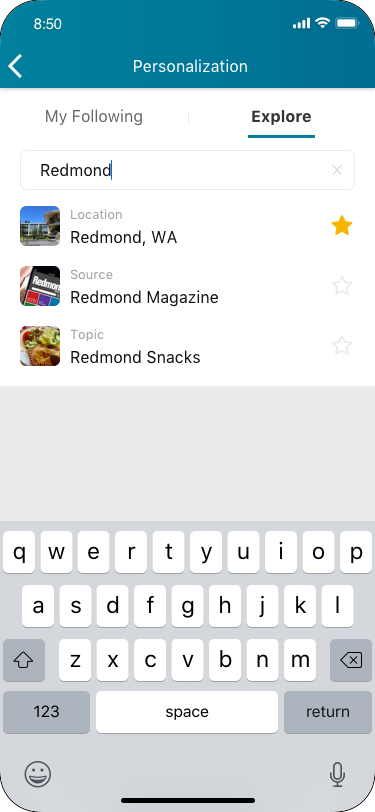 8:50
Personalization
My Following
Explore
Redmond
Location
Redmond, WA
Source
Redmond Magazine
Topic
Redmond Snacks
q w e r t y u i o p
a s d f g h j k l
z x c v b n m
123 space return